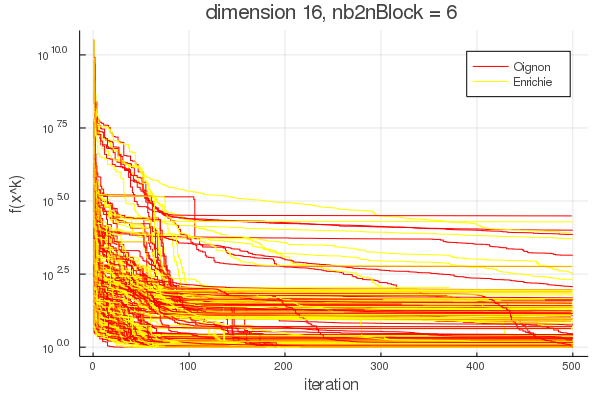 dimension 16, nb2nBlock = 6
10^10.0
10^7.5
10^5.0
10^2.5
10^0.0
f(x^k)
Oignon
Enrichie
0 100 200 300 400 500
iteration